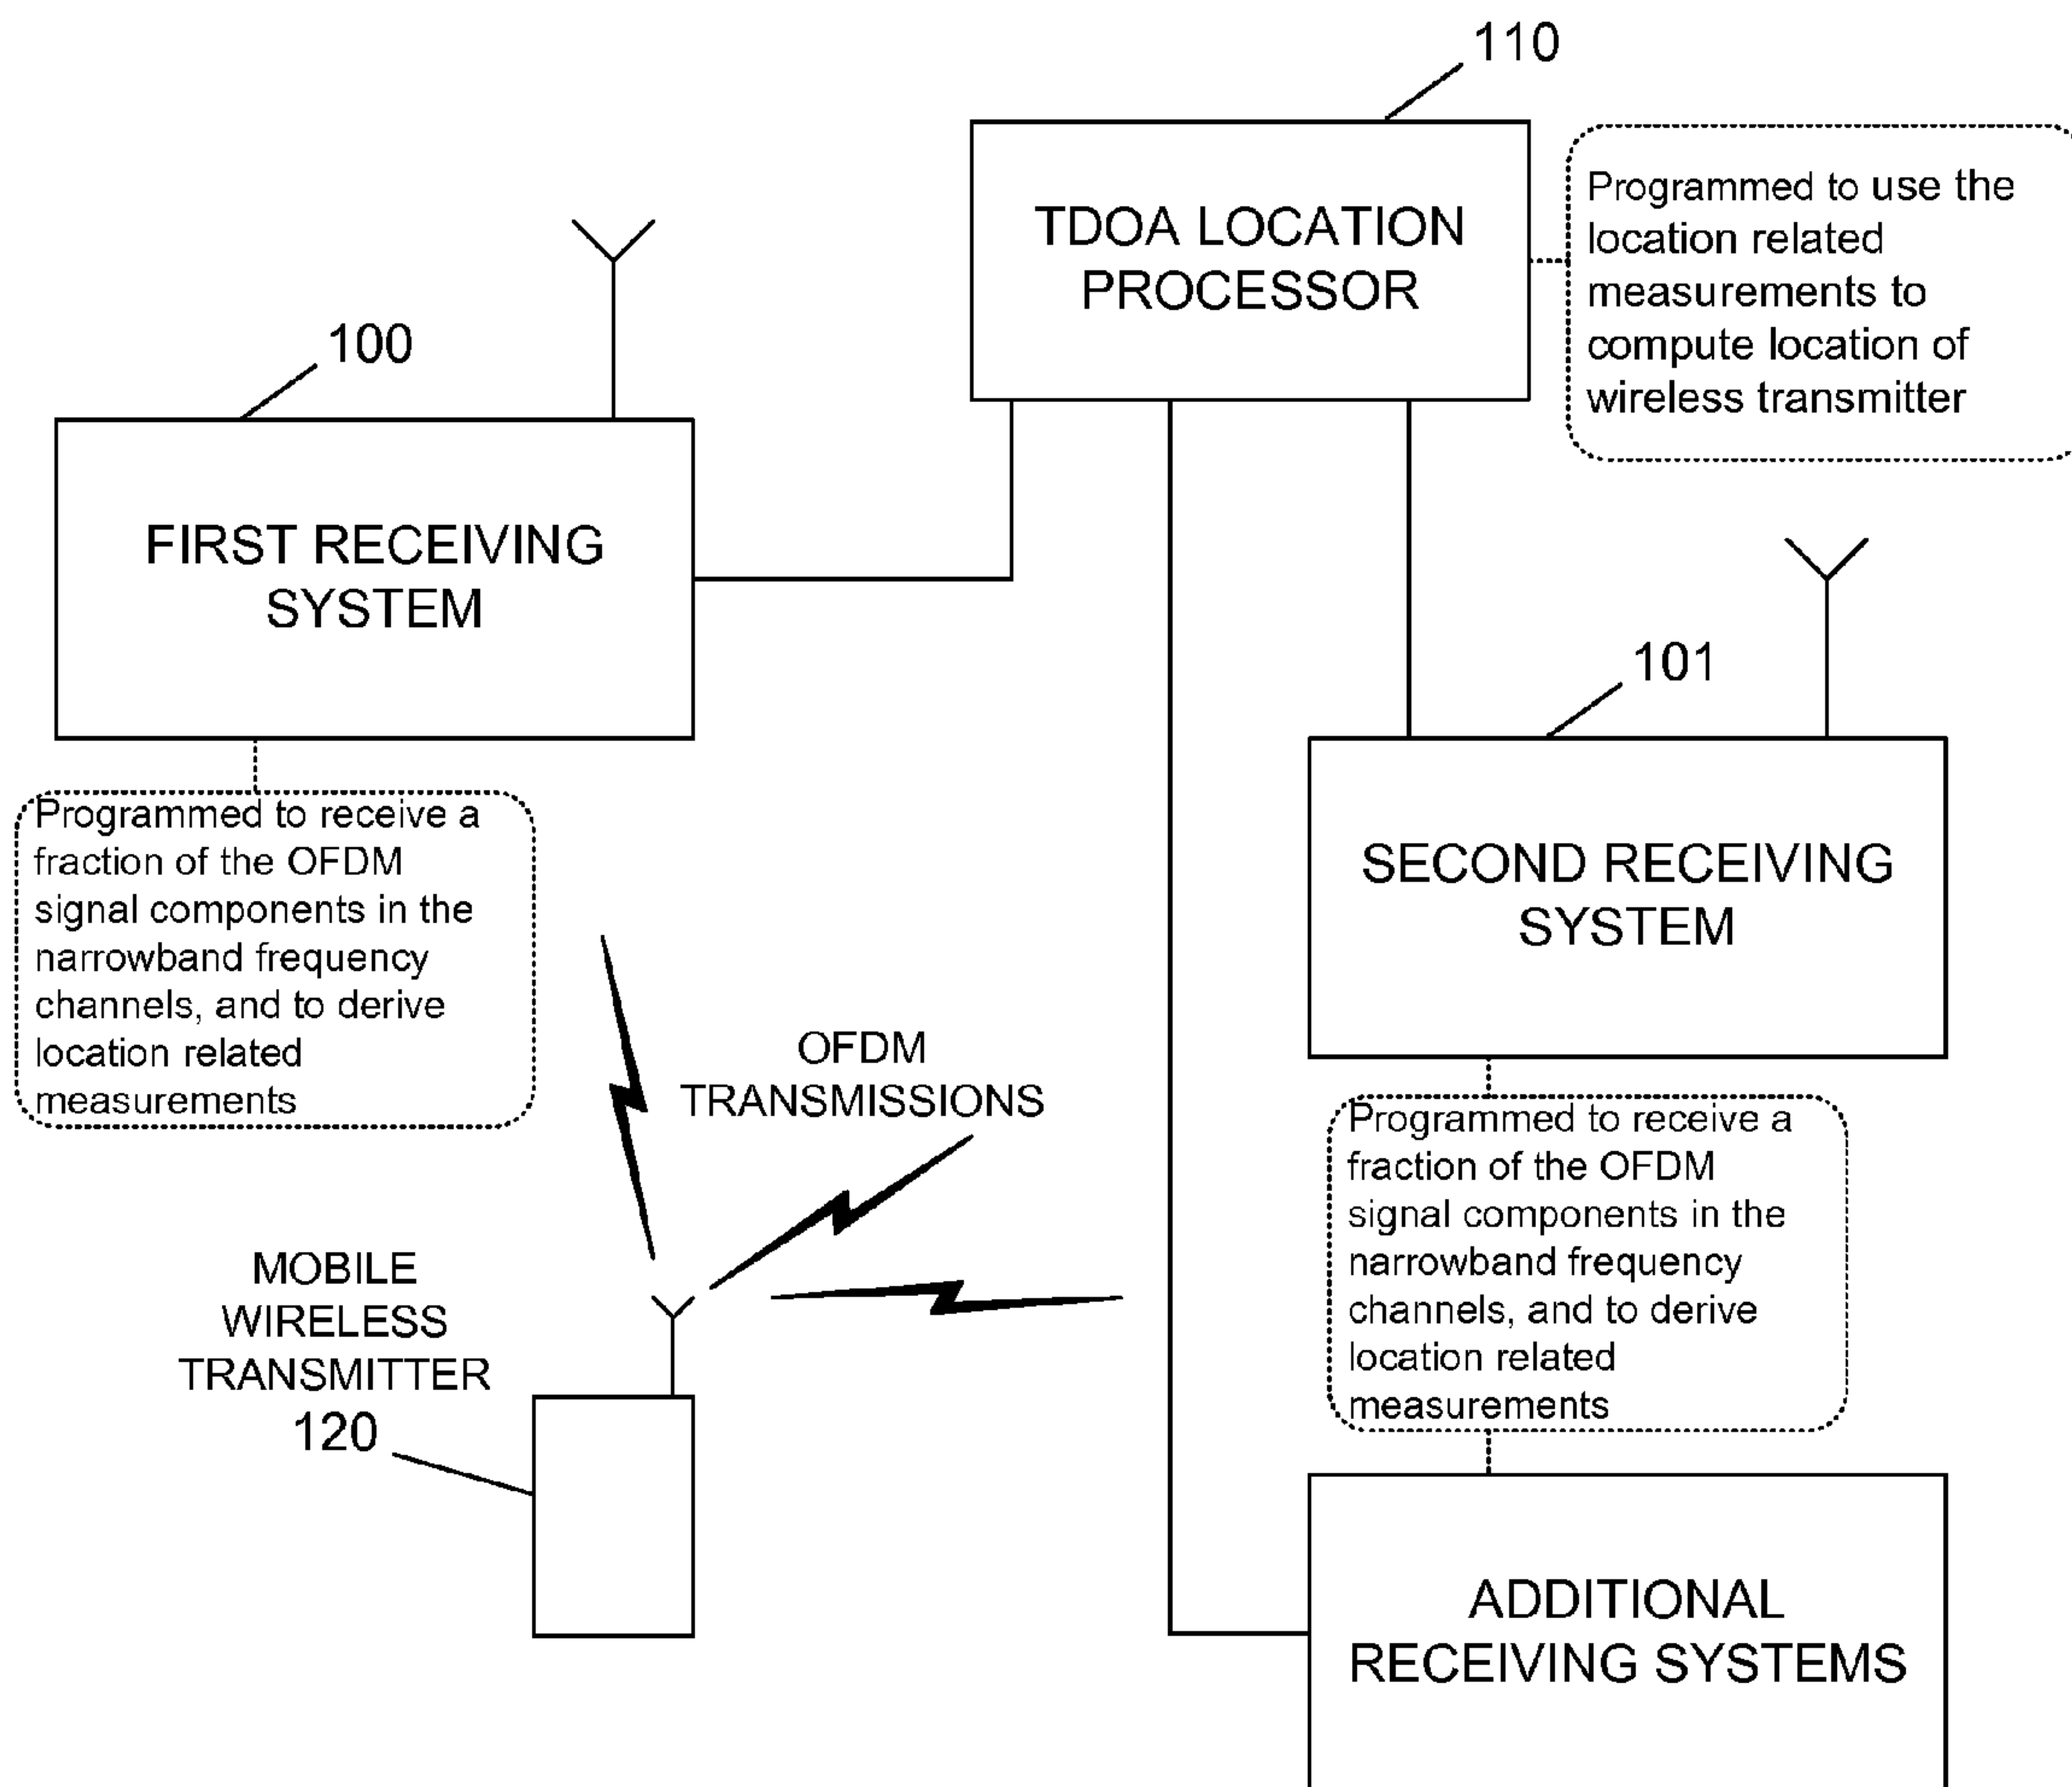 110
TDOA LOCATION
PROCESSOR
Programmed to use the
location related
measurements to
compute location of
wireless transmitter
100
FIRST RECEIVING
SYSTEM
Programmed to receive a
fraction of the OFDM
signal components in the
narrowband frequency
channels, and to derive
location related
measurements
101
SECOND RECEIVING
SYSTEM
Programmed to receive a
fraction of the OFDM
signal components in the
narrowband frequency
channels, and to derive
location related
measurements
OFDM
TRANSMISSIONS
MOBILE
WIRELESS
TRANSMITTER
120
ADDITIONAL
RECEIVING SYSTEMS